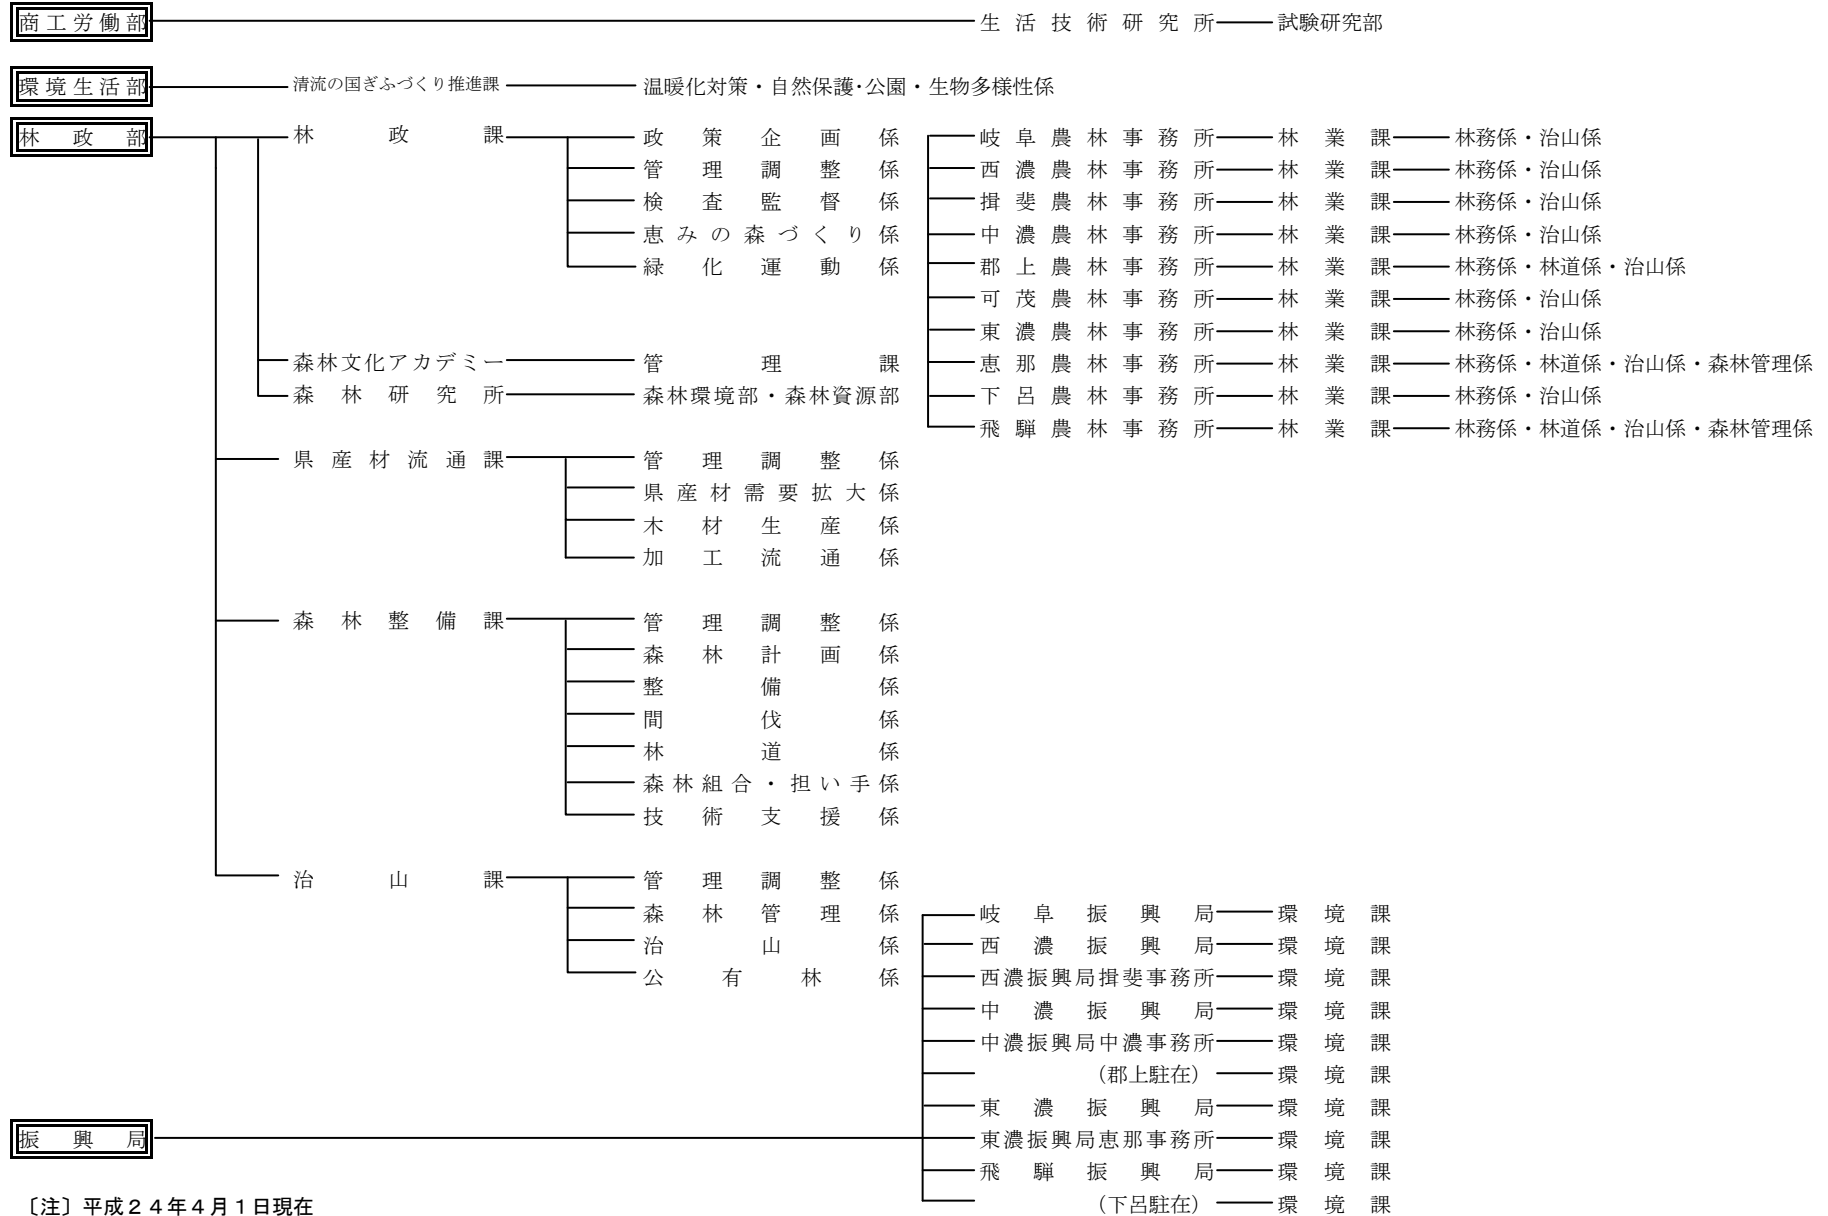 商工労働部 生活技術研究所 試験研究部
環境生活部 清流の国ぎふづくり推進課 温暖化対策・自然保護・公園・生物多様性係
林政部 林政課 政策企画係 岐阜農林事務所 林業課 林務係・治山係
管理調整係 西濃農林事務所 林業課 林務係・治山係
検査監督係 揖斐農林事務所 林業課 林務係・治山係
恵みの森づくり係 中濃農林事務所 林業課 林務係・治山係
緑化運動係 郡上農林事務所 林業課 林務係・林道係・治山係
可茂農林事務所 林業課 林務係・治山係
東濃農林事務所 林業課 林務係・治山係
森林文化アカデミー 管理課 恵那農林事務所 林業課 林務係・林道係・治山係・森林管理係
森林研究所 森林環境部・森林資源部 下呂農林事務所 林業課 林務係・治山係
飛騨農林事務所 林業課 林務係・林道係・治山係・森林管理係
県産材流通課 管理調整係
県産材需要拡大係
木材生産係
加工流通係
森林整備課 管理調整係
森林計画係
整備係
間伐係
林道係
森林組合・担い手係
技術支援係
治山課 管理調整係
森林管理係 岐阜振興局 環境課
治山係 西濃振興局 環境課
公有林係 西濃振興局揖斐事務所 環境課
中濃振興局 環境課
中濃振興局中濃事務所 環境課
(郡上駐在) 環境課
東濃振興局 環境課
振興局 東濃振興局恵那事務所 環境課
飛騨振興局 環境課
(下呂駐在) 環境課
〔注〕平成２４年４月１日現在